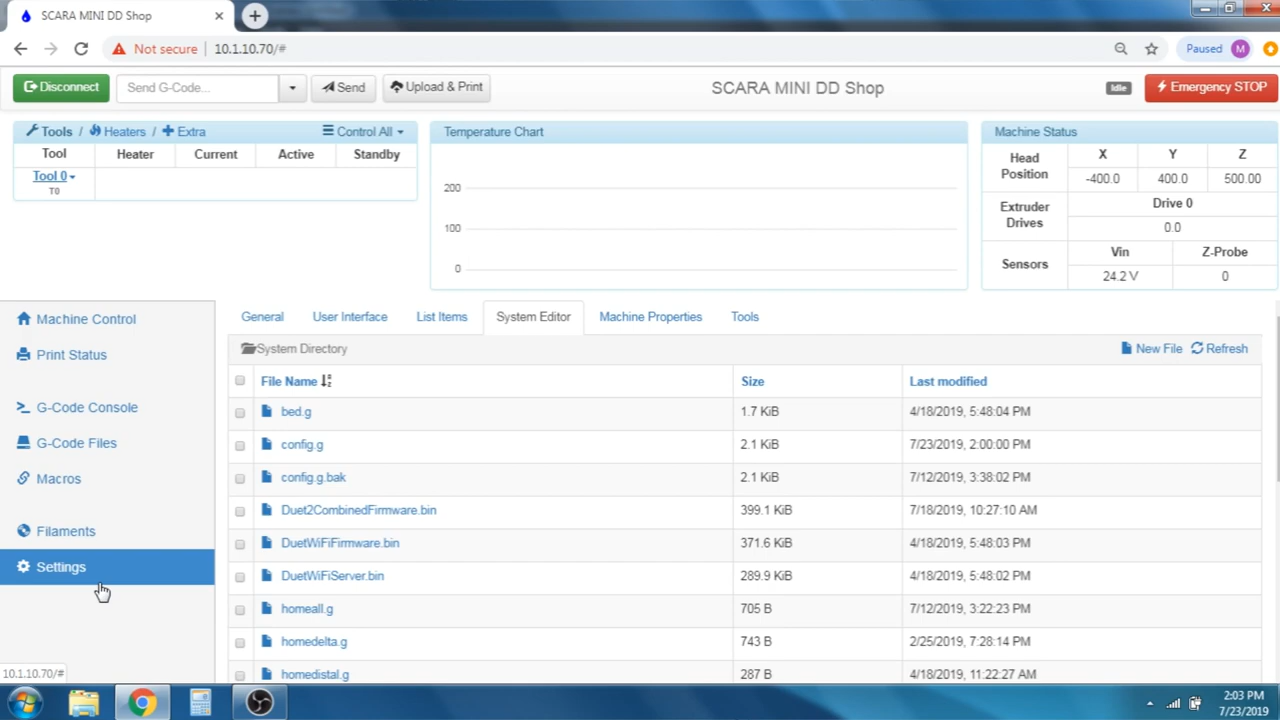 SCARA MINI DD Shop
Not secure 10.1.10.70/# Paused M
Disconnect Send G-Code... Send Upload & Print SCARA MINI DD Shop Idle Emergency STOP
Tools / Heaters / Extra Control All
Tool Heater Current Active Standby
Tool 0
T0
Temperature Chart
200
100
0
Machine Status
Head Position X Y Z
-400.0 400.0 500.00
Extruder Drives Drive 0
0.0
Sensors Vin Z-Probe
24.2 V 0
Machine Control
Print Status
G-Code Console
G-Code Files
Macros
Filaments
Settings
General User Interface List Items System Editor Machine Properties Tools
System Directory New File Refresh
File Name Size Last modified
bed.g 1.7 KiB 4/18/2019, 5:48:04 PM
config.g 2.1 KiB 7/23/2019, 2:00:00 PM
config.g.bak 2.1 KiB 7/12/2019, 3:38:02 PM
Duet2CombinedFirmware.bin 399.1 KiB 7/18/2019, 10:27:10 AM
DuetWiFiFirmware.bin 371.6 KiB 4/18/2019, 5:48:03 PM
DuetWiFiServer.bin 289.9 KiB 4/18/2019, 5:48:02 PM
homeall.g 705 B 7/12/2019, 3:22:23 PM
homedelta.g 743 B 2/25/2019, 7:28:14 PM
homedistal.g 287 B 4/18/2019, 11:22:27 AM
10.1.10.70/#
2:03 PM
7/23/2019